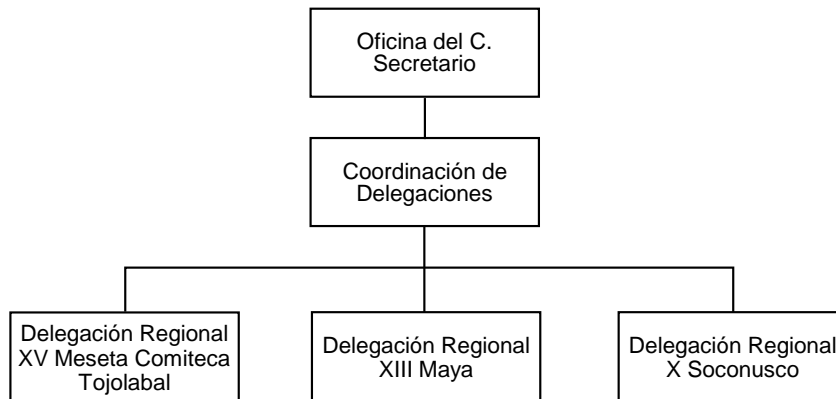 Oficina del C.
Secretario
Coordinación de
Delegaciones
Delegación Regional
XV Meseta Comiteca
Tojolabal
Delegación Regional
XIII Maya
Delegación Regional
X Soconusco